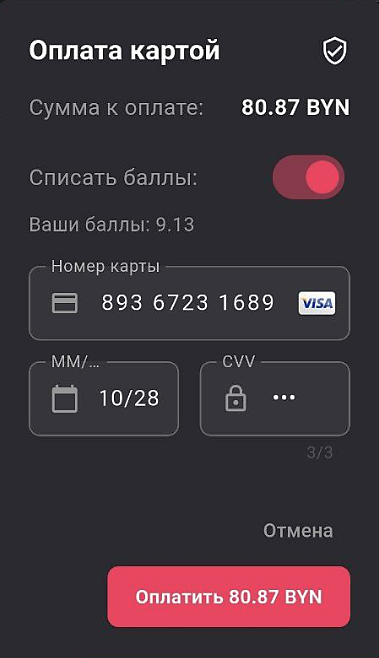 Оплата картой
Сумма к оплате: 80.87 BYN
Списать баллы:
Ваши баллы: 9.13
Номер карты
893 6723 1689 VISA
MM/... CVV
10/28 •••
3/3
Отмена
Оплатить 80.87 BYN